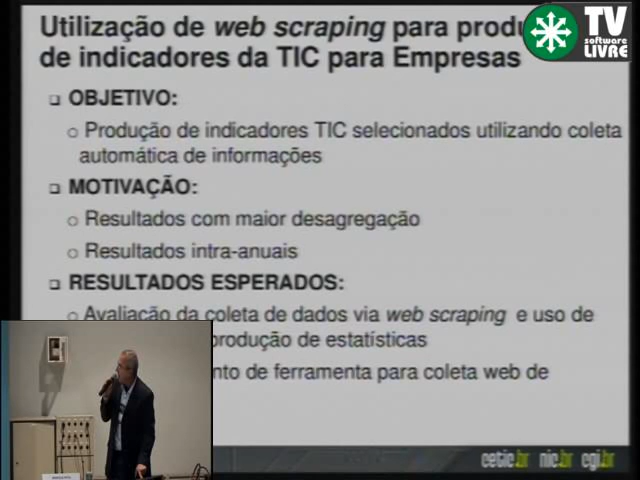 Utilização de web scraping para produ
de indicadores da TIC para Empresas
OBJETIVO:
Produção de indicadores TIC selecionados utilizando coleta
automática de informações
MOTIVAÇÃO:
Resultados com maior desagregação
Resultados intra-anuais
RESULTADOS ESPERADOS:
Avaliação da coleta de dados via web scraping e uso de
produção de estatísticas
nto de ferramenta para coleta web de
cetic.br nic.br cgi.br
TV
software
LIVRE